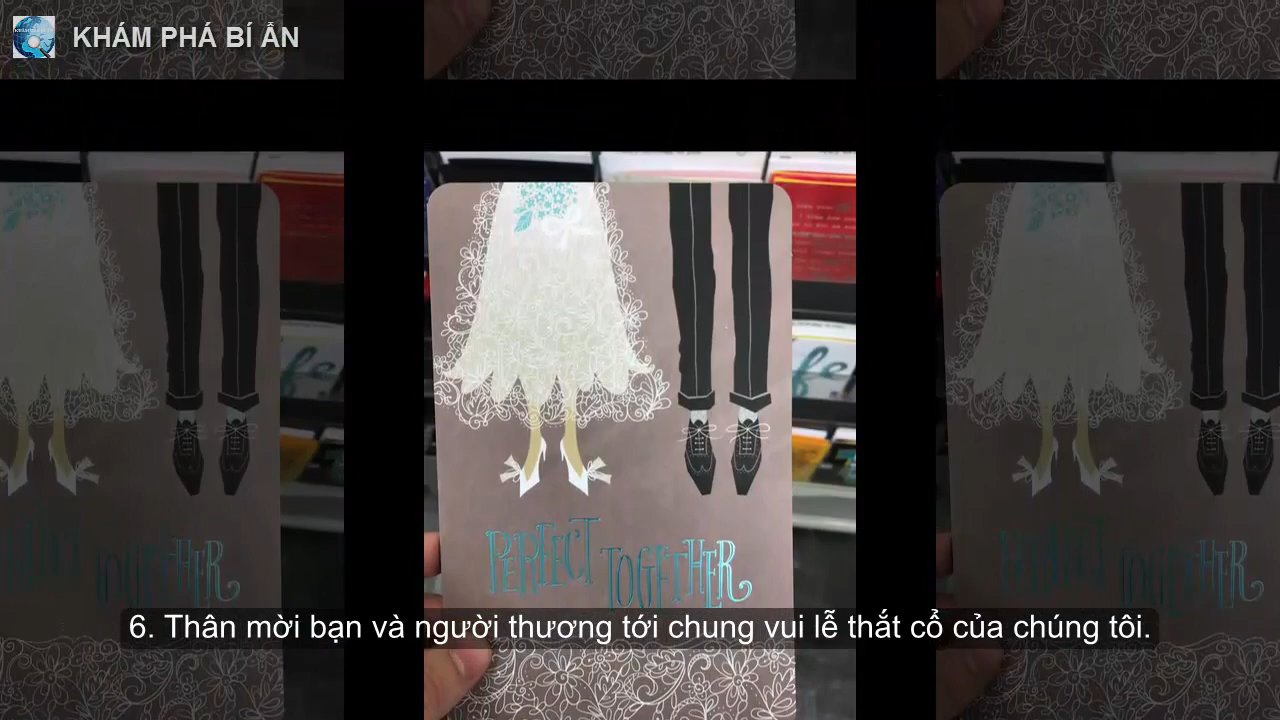 KHÁM PHÁ BÍ ẨN
PERFECT TOGETHER
6. Thân mời bạn và người thương tới chung vui lễ thắt cổ của chúng tôi.